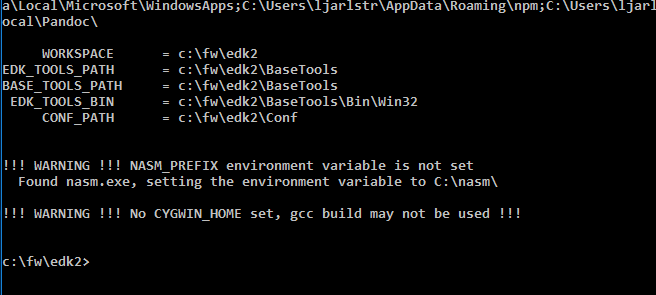 a\Local\Microsoft\WindowsApps;C:\Users\ljarlstr\AppData\Roaming\npm;C:\Users\ljarl
ocal\Pandoc\
WORKSPACE = c:\fw\edk2
EDK_TOOLS_PATH = c:\fw\edk2\BaseTools
BASE_TOOLS_PATH = c:\fw\edk2\BaseTools
EDK_TOOLS_BIN = c:\fw\edk2\BaseTools\Bin\Win32
CONF_PATH = c:\fw\edk2\Conf
!!! WARNING !!! NASM_PREFIX environment variable is not set
Found nasm.exe, setting the environment variable to C:\nasm\
!!! WARNING !!! No CYGWIN_HOME set, gcc build may not be used !!!
c:\fw\edk2>